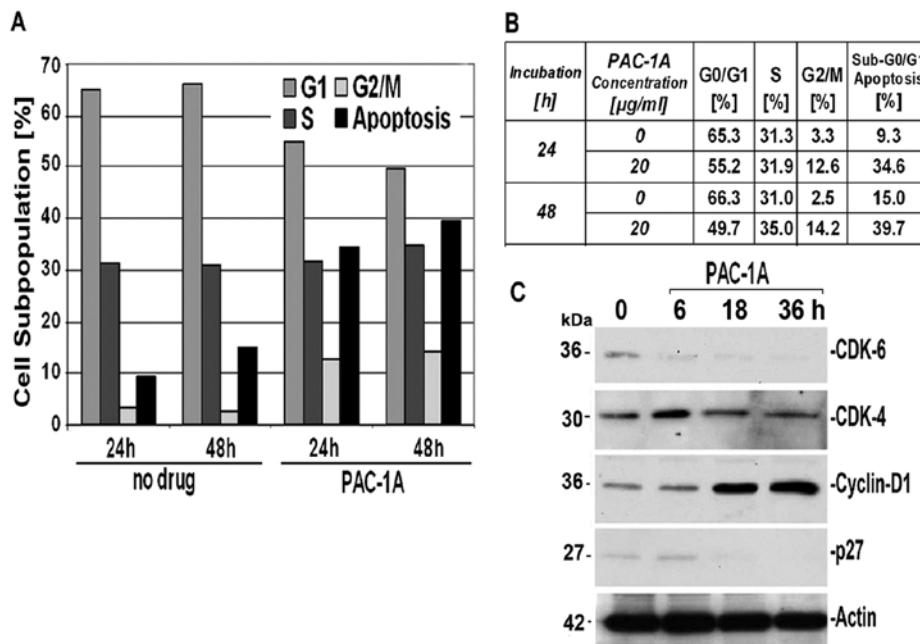 A
70
60
50
40
30
20
10
0
Cell Subpopulation [%]
G1 G2/M
S Apoptosis
24h 48h 24h 48h
no drug PAC-1A
B
Incubation [h] PAC-1A Concentration [µg/ml] G0/G1 [%] S [%] G2/M [%] Sub-G0/G1 Apoptosis [%]
24 0 65.3 31.3 3.3 9.3
20 55.2 31.9 12.6 34.6
48 0 66.3 31.0 2.5 15.0
20 49.7 35.0 14.2 39.7
C
PAC-1A
0 6 18 36 h
kDa
36- -CDK-6
30- -CDK-4
36- -Cyclin-D1
27- -p27
42- -Actin